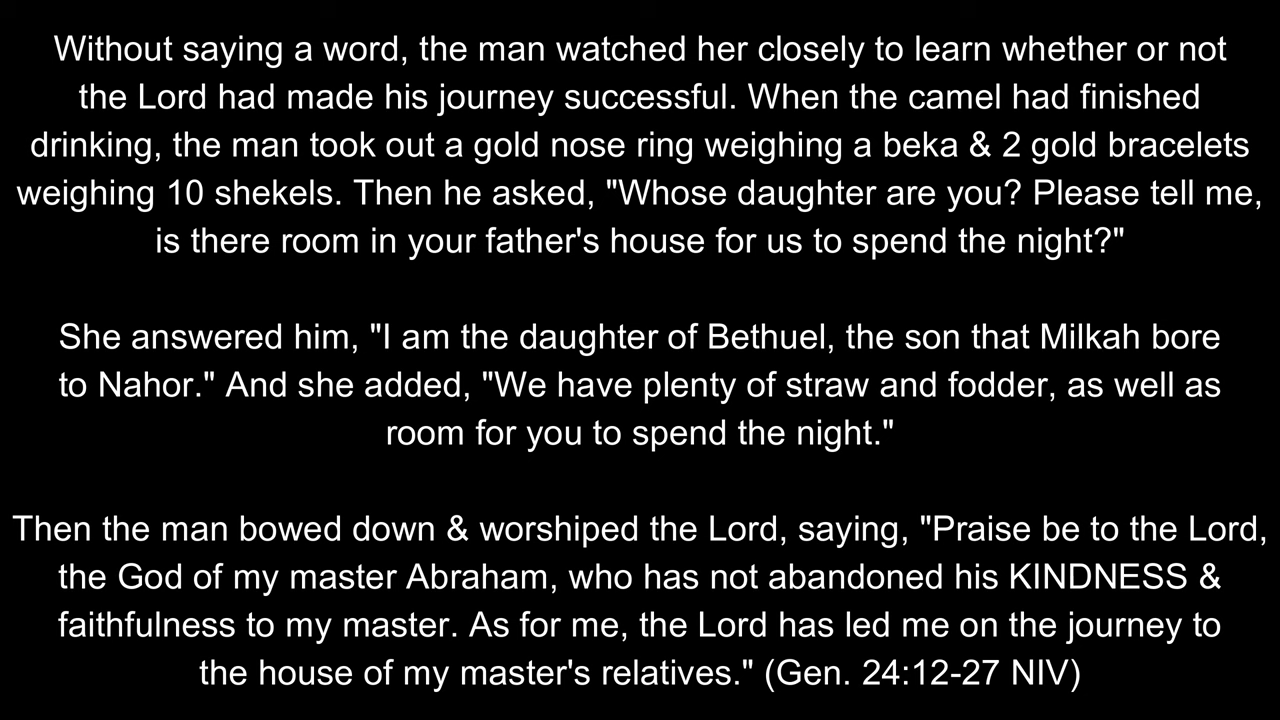 Without saying a word, the man watched her closely to learn whether or not
the Lord had made his journey successful. When the camel had finished
drinking, the man took out a gold nose ring weighing a beka & 2 gold bracelets
weighing 10 shekels. Then he asked, "Whose daughter are you? Please tell me,
is there room in your father's house for us to spend the night?"
She answered him, "I am the daughter of Bethuel, the son that Milkah bore
to Nahor." And she added, "We have plenty of straw and fodder, as well as
room for you to spend the night."
Then the man bowed down & worshiped the Lord, saying, "Praise be to the Lord,
the God of my master Abraham, who has not abandoned his KINDNESS &
faithfulness to my master. As for me, the Lord has led me on the journey to
the house of my master's relatives." (Gen. 24:12-27 NIV)